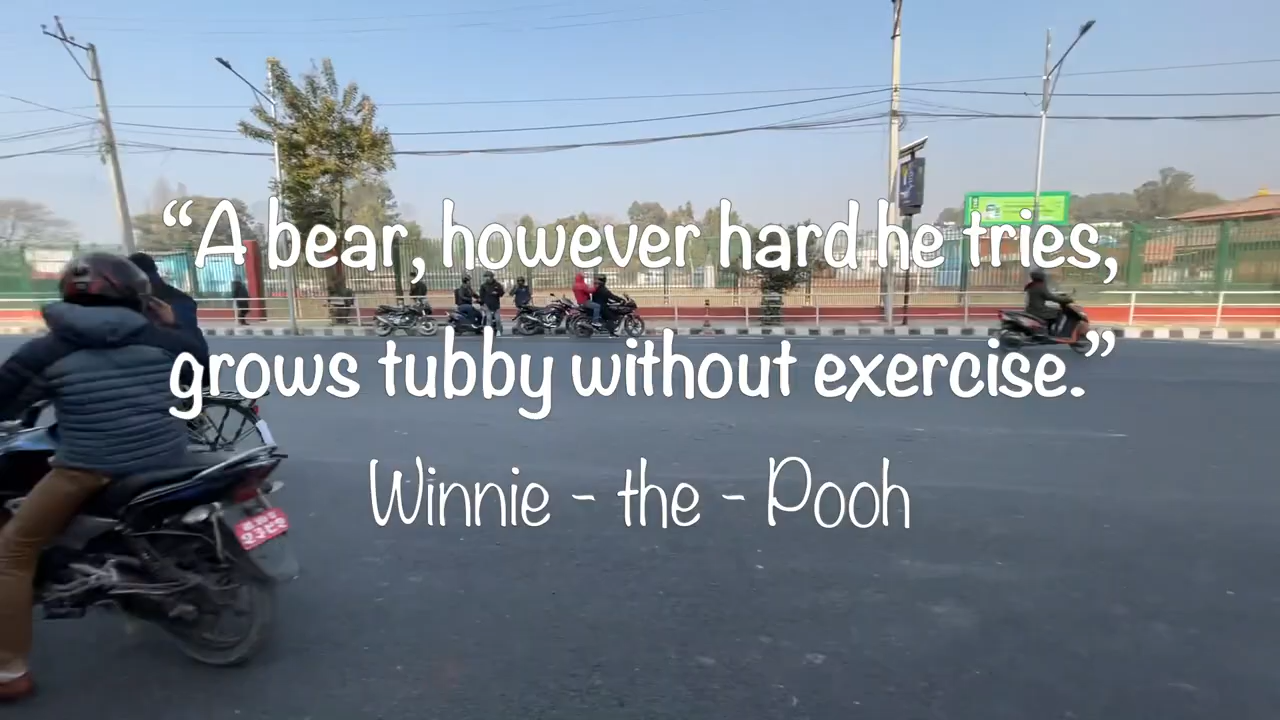 “A bear, however hard he tries,
grows tubby without exercise.”
Winnie - the - Pooh